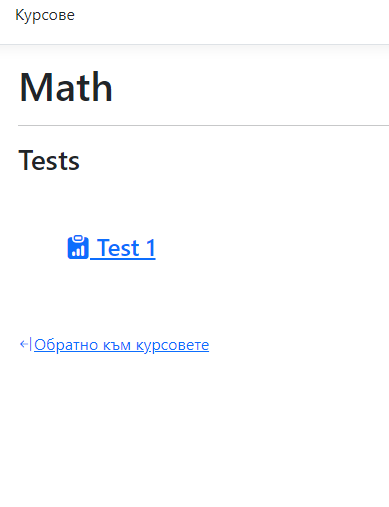 Курсове
Math
Tests
Test 1
Обратно към курсовете